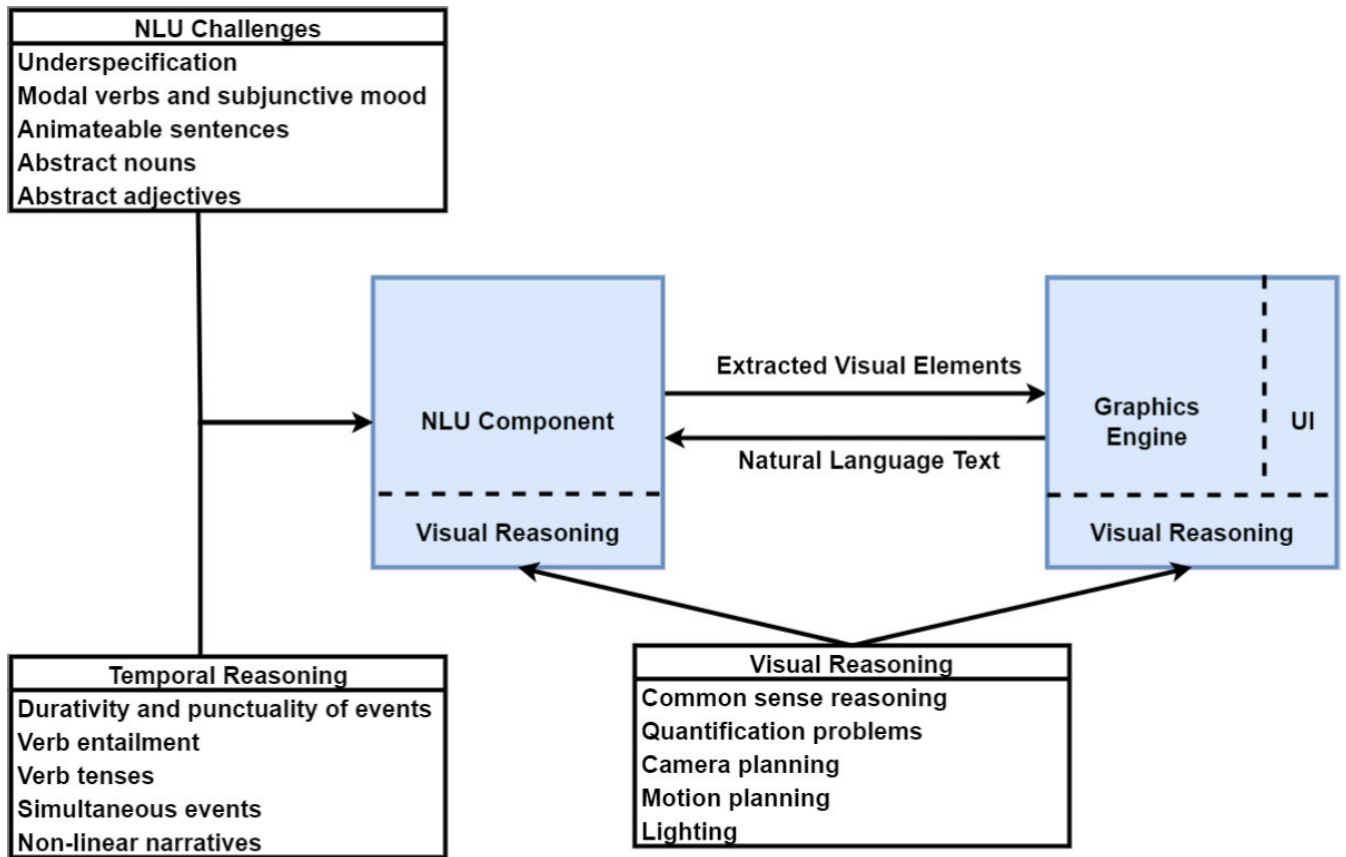 NLU Challenges
Underspecification
Modal verbs and subjunctive mood
Animateable sentences
Abstract nouns
Abstract adjectives
Extracted Visual Elements
NLU Component
Graphics
Engine
UI
Natural Language Text
Visual Reasoning
Visual Reasoning
Temporal Reasoning
Durativity and punctuality of events
Verb entailment
Verb tenses
Simultaneous events
Non-linear narratives
Visual Reasoning
Common sense reasoning
Quantification problems
Camera planning
Motion planning
Lighting